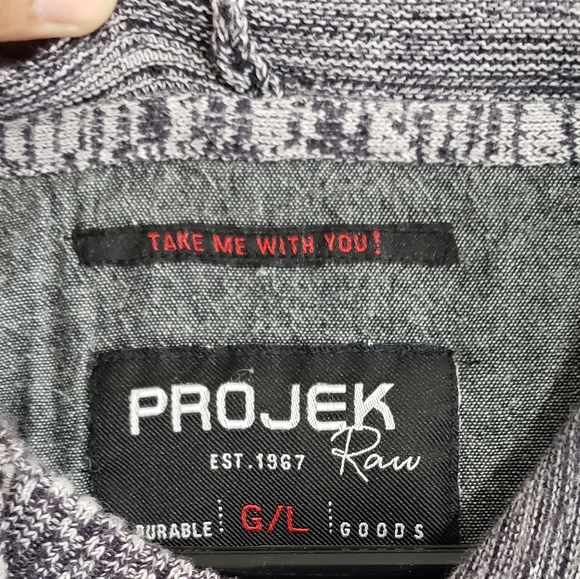 TAKE ME WITH YOU!
PROJEK
EST.1967 Raw
DURABLE G/L GOODS